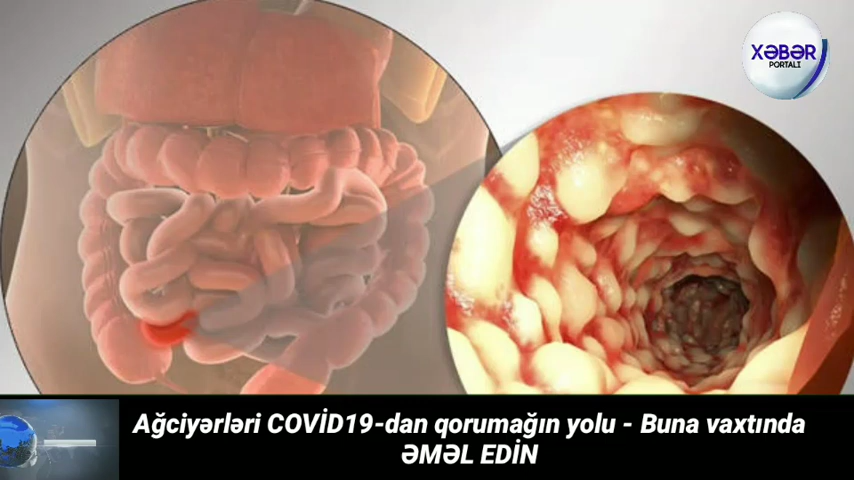 XƏBƏR
PORTALI
Ağciyərləri COVİD19-dan qorumağın yolu - Buna vaxtında
ƏMƏL EDİN